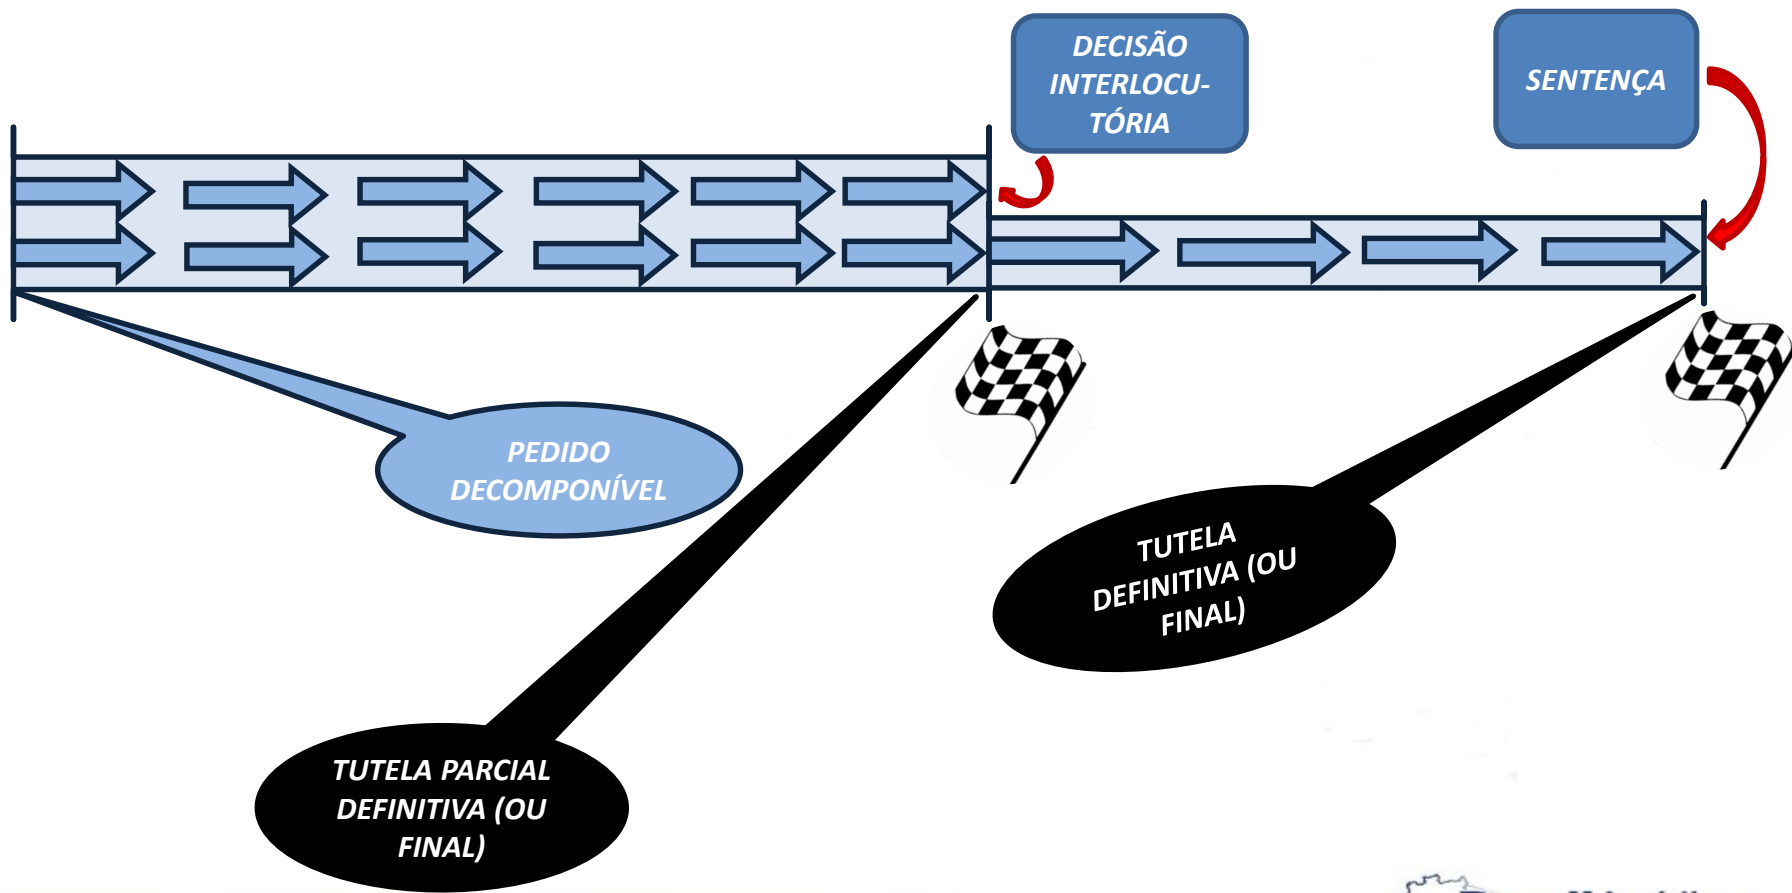 DECISÃO
INTERLOCU-
TÓRIA
SENTENÇA
PEDIDO
DECOMPONÍVEL
TUTELA
DEFINITIVA (OU
FINAL)
TUTELA PARCIAL
DEFINITIVA (OU
FINAL)